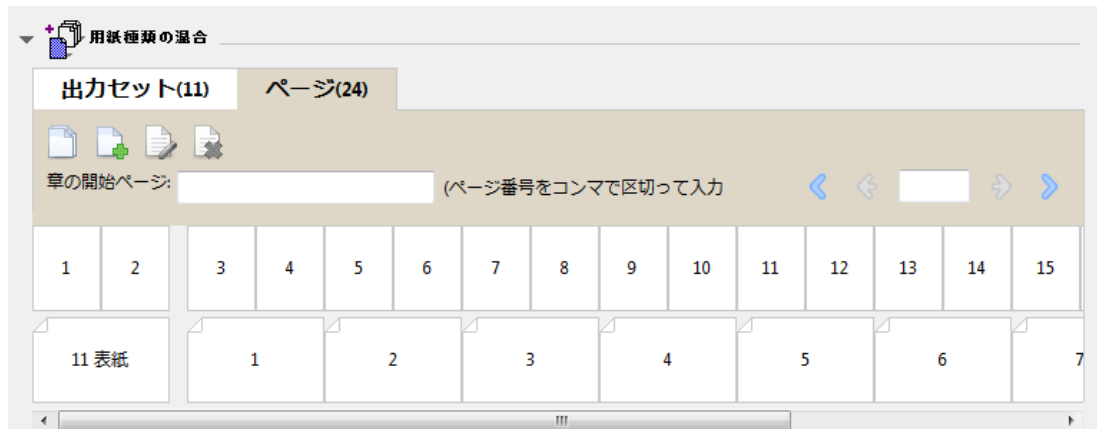 用紙種類の混合
出力セット(11) ページ(24)
章の開始ページ: (ページ番号をコンマで区切って入力
1 2 3 4 5 6 7 8 9 10 11 12 13 14 15
11 表紙 1 2 3 4 5 6 7